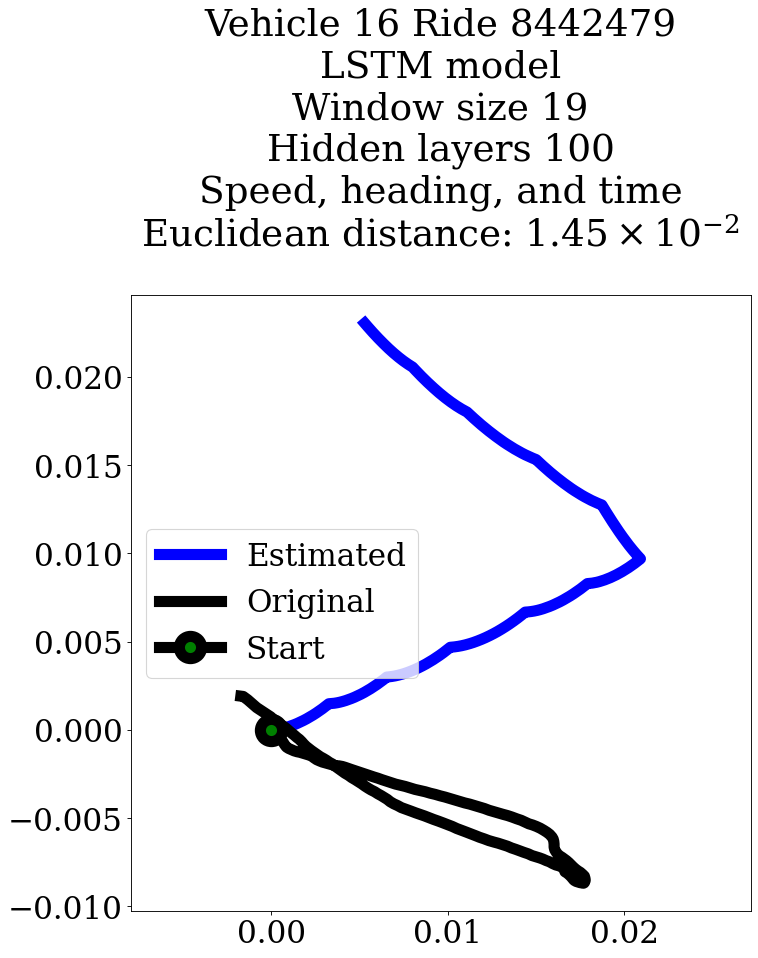 Vehicle 16 Ride 8442479
LSTM model
Window size 19
Hidden layers 100
Speed, heading, and time
Euclidean distance: 1.45 × 10⁻²
0.020
0.015
0.010
0.005
0.000
−0.005
−0.010
Estimated
Original
Start
0.00 0.01 0.02